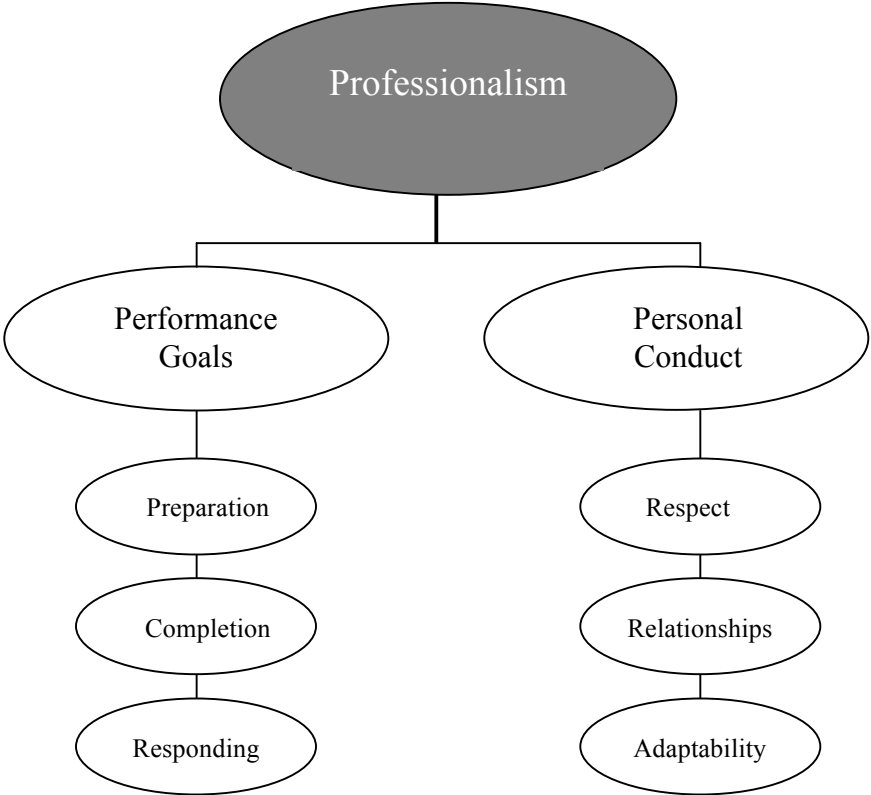 Professionalism
Performance
Goals
Personal
Conduct
Preparation
Respect
Completion
Relationships
Responding
Adaptability